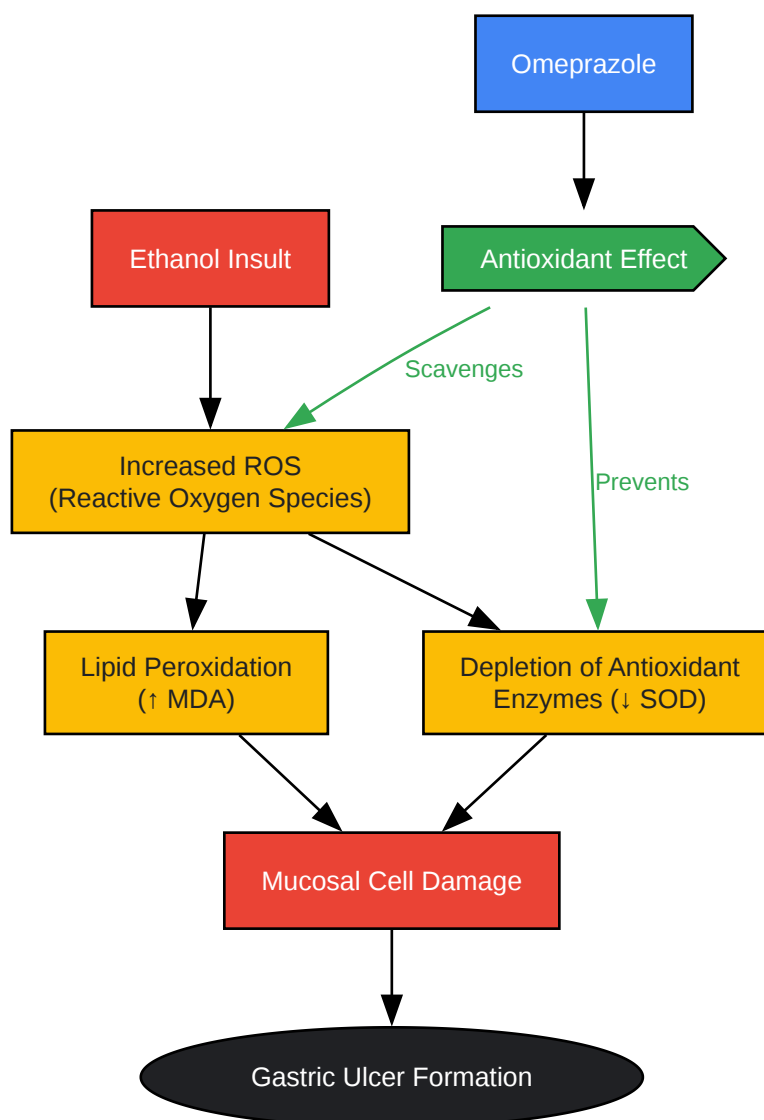 Omeprazole
Ethanol Insult
Antioxidant Effect
Scavenges
Increased ROS
(Reactive Oxygen Species)
Prevents
Lipid Peroxidation
(↑ MDA)
Depletion of Antioxidant
Enzymes (↓ SOD)
Mucosal Cell Damage
Gastric Ulcer Formation